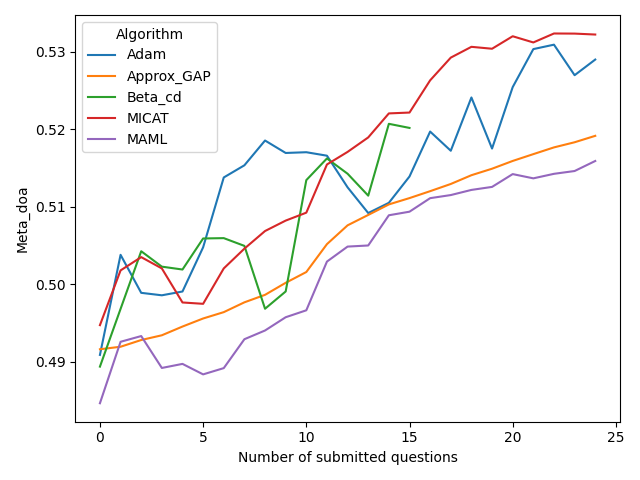 Algorithm
Adam
Approx_GAP
Beta_cd
MICAT
MAML
0.53
0.52
0.51
0.50
0.49
Meta_doa
0 5 10 15 20 25
Number of submitted questions